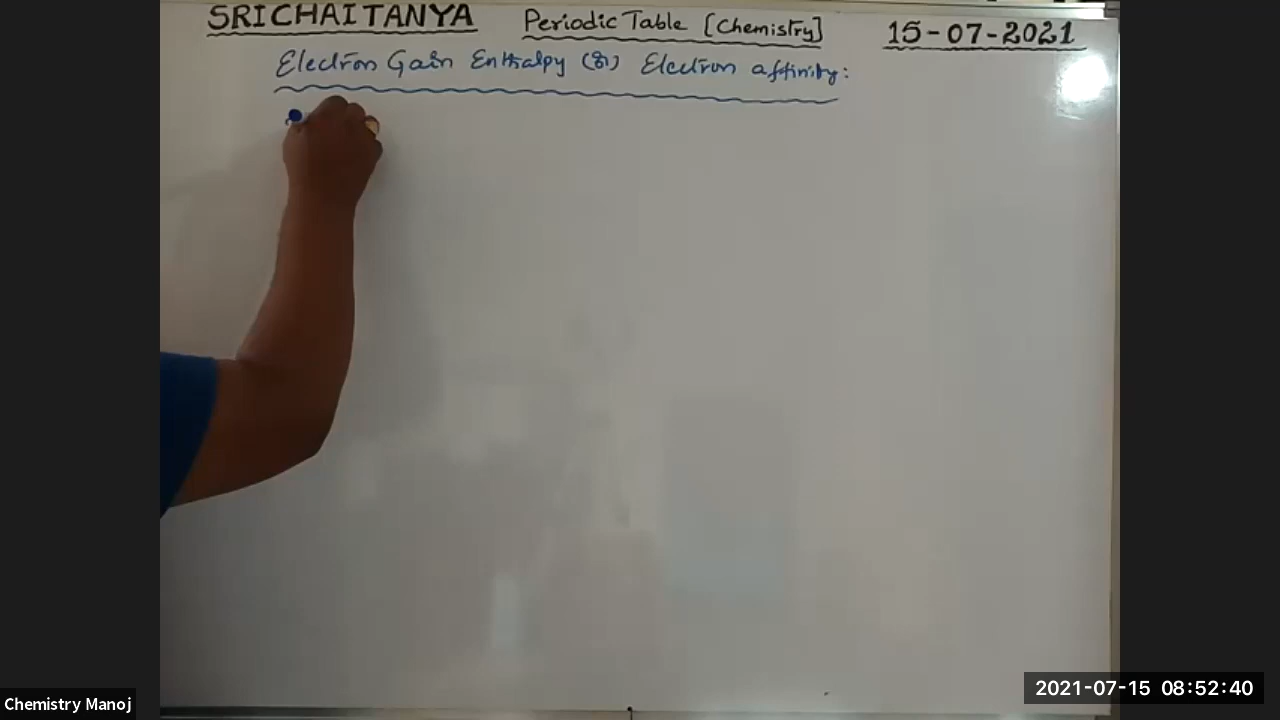 SRICHAITANYA Periodic Table [Chemistry] 15-07-2021
Electron Gain Enthalpy (or) Electron affinity:
Chemistry Manoj
2021-07-15 08:52:40